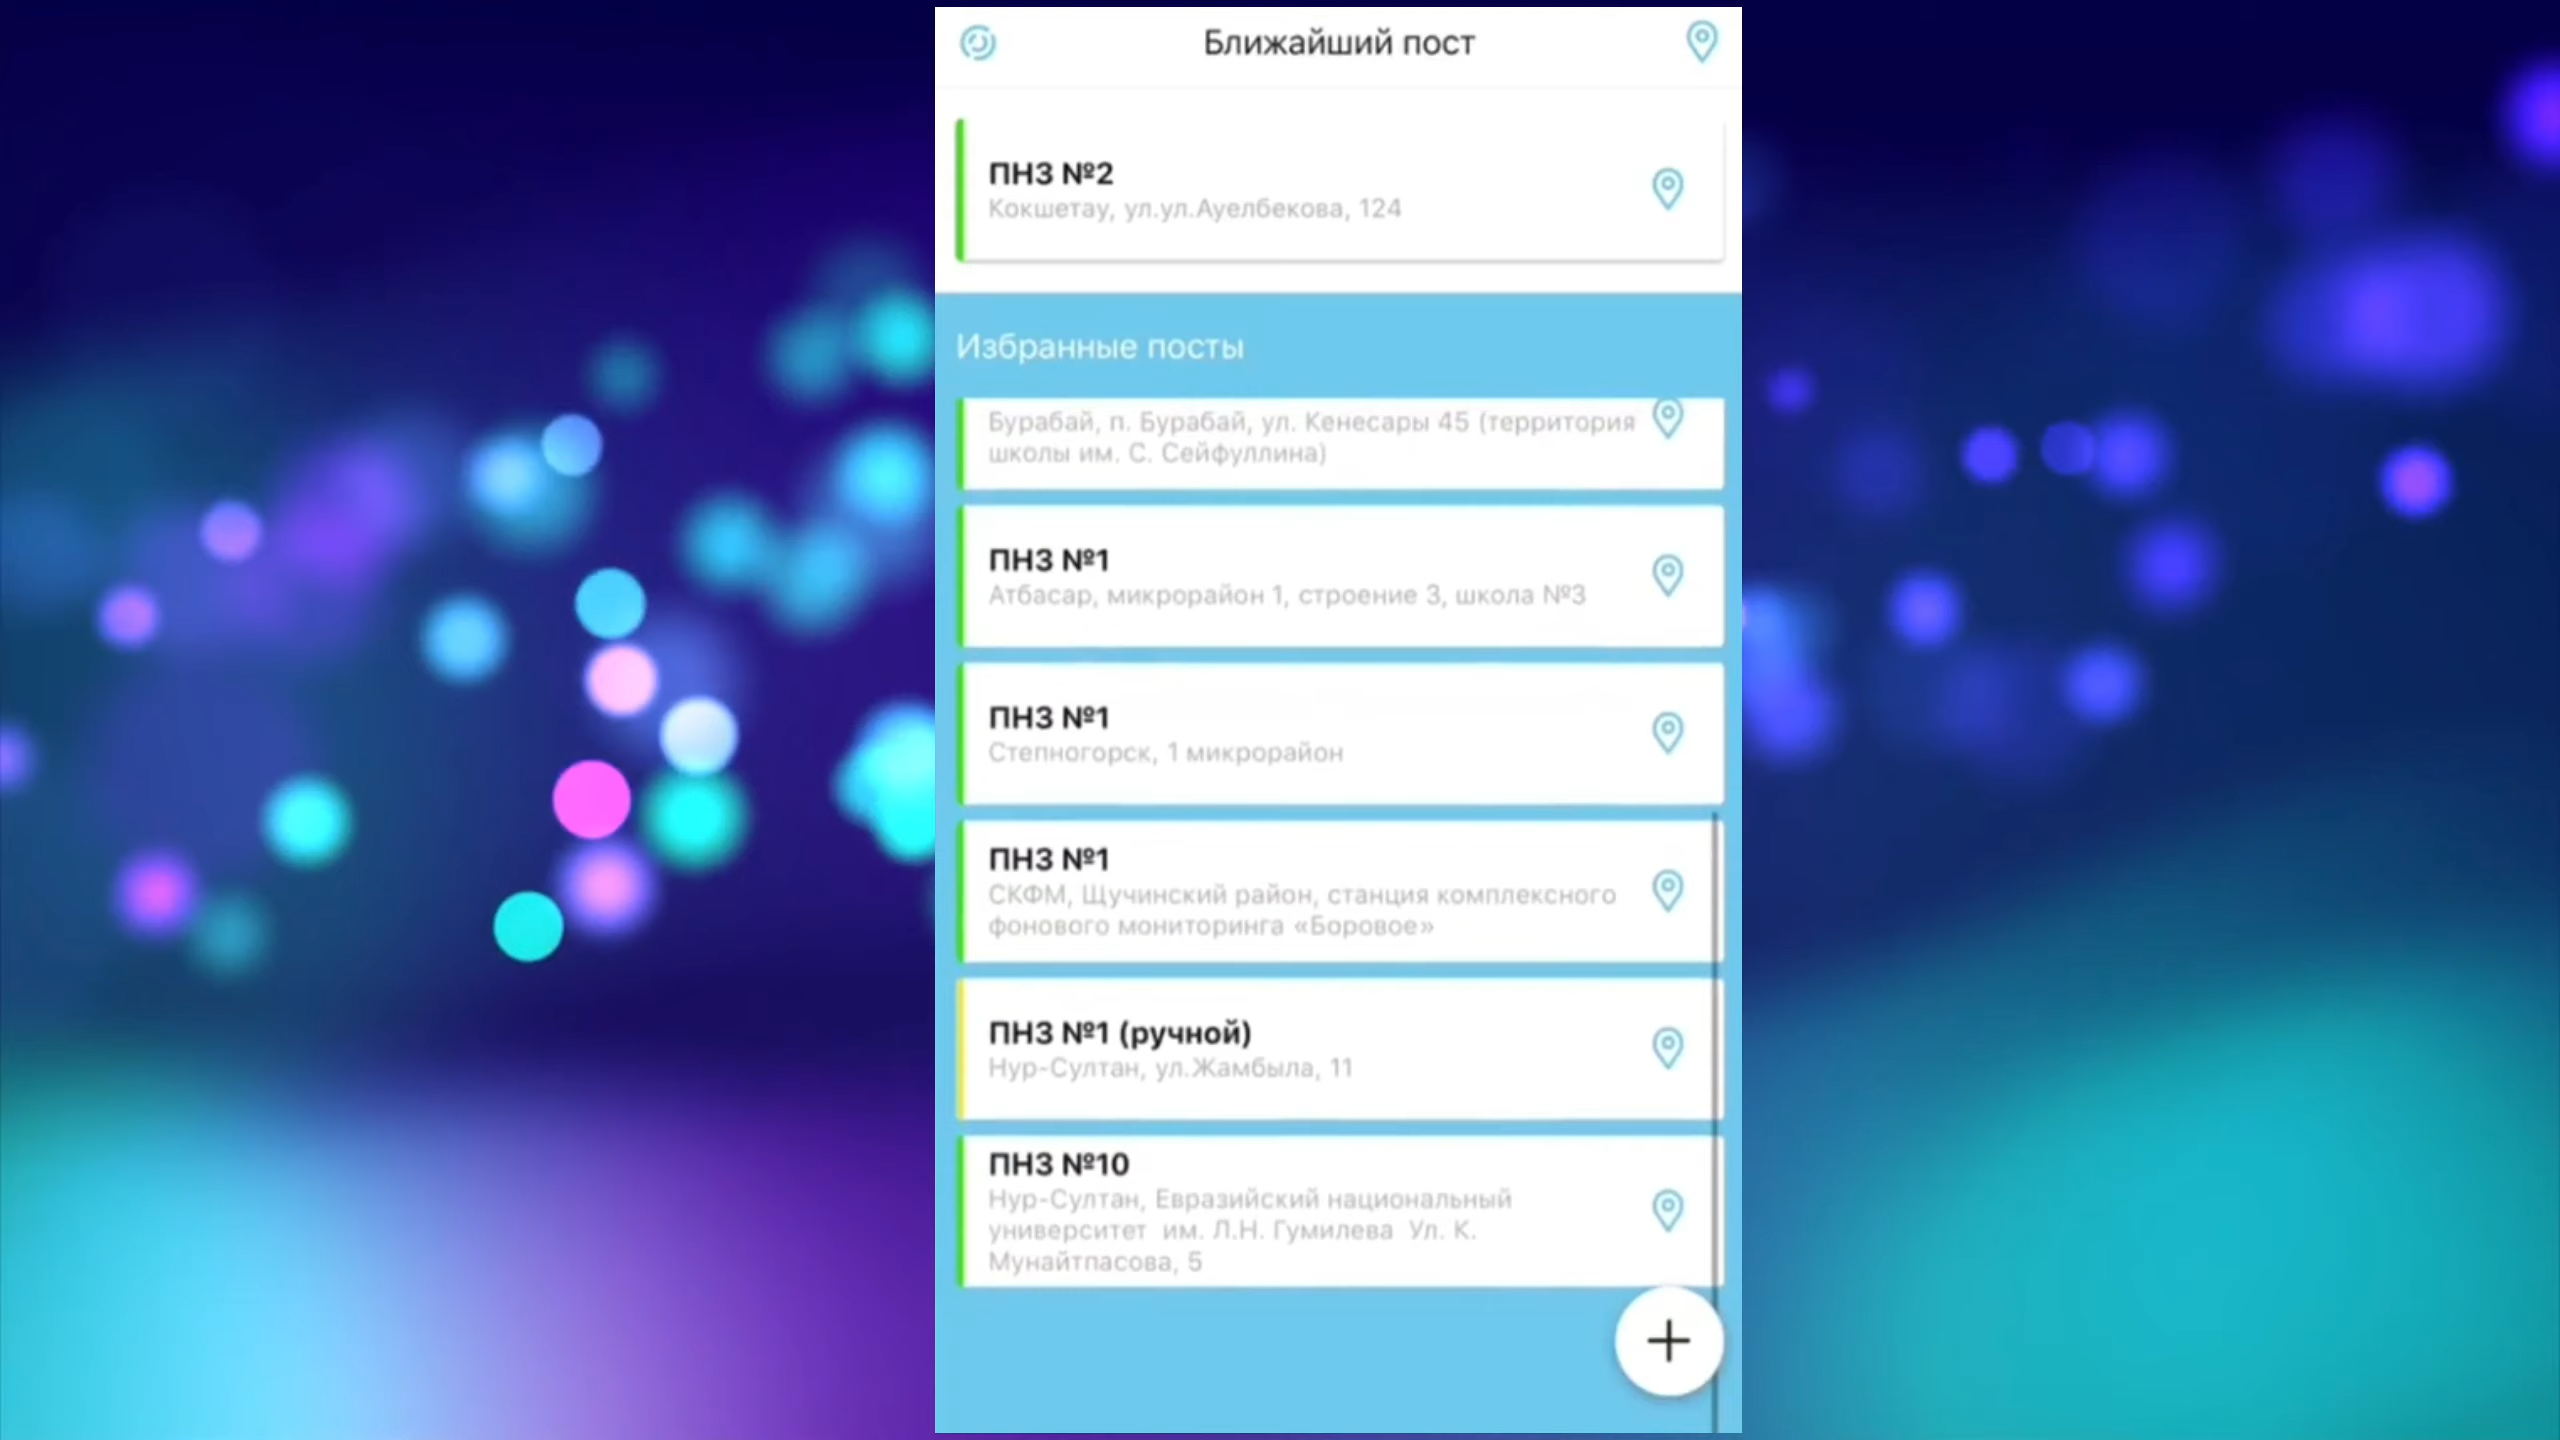 Ближайший пост
ПНЗ №2
Кокшетау, ул.ул.Ауелбекова, 124
Избранные посты
Бурабай, п. Бурабай, ул. Кенесары 45 (территория
школы им. С. Сейфуллина)
ПНЗ №1
Атбасар, микрорайон 1, строение 3, школа №3
ПНЗ №1
Степногорск, 1 микрорайон
ПНЗ №1
СКФМ, Щучинский район, станция комплексного
фонового мониторинга «Боровое»
ПНЗ №1 (ручной)
Нур-Султан, ул.Жамбыла, 11
ПНЗ №10
Нур-Султан, Евразийский национальный
университет им. Л.Н. Гумилева Ул. К.
Мунайтпасова, 5